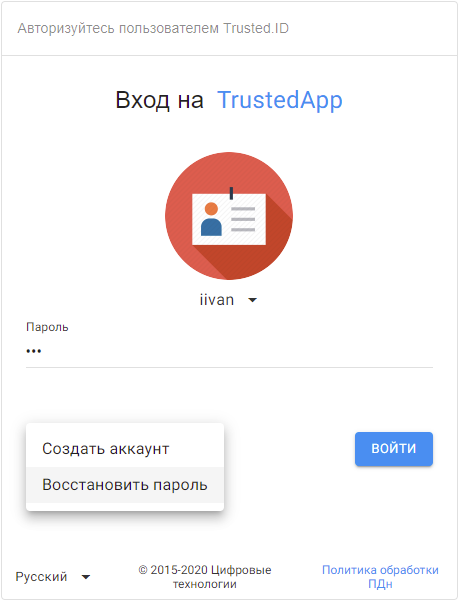 Авторизуйтесь пользователем Trusted.ID
Вход на TrustedApp
iivan
Пароль
•••
Создать аккаунт
ВОЙТИ
Восстановить пароль
Русский
© 2015-2020 Цифровые
технологии
Политика обработки
ПДн